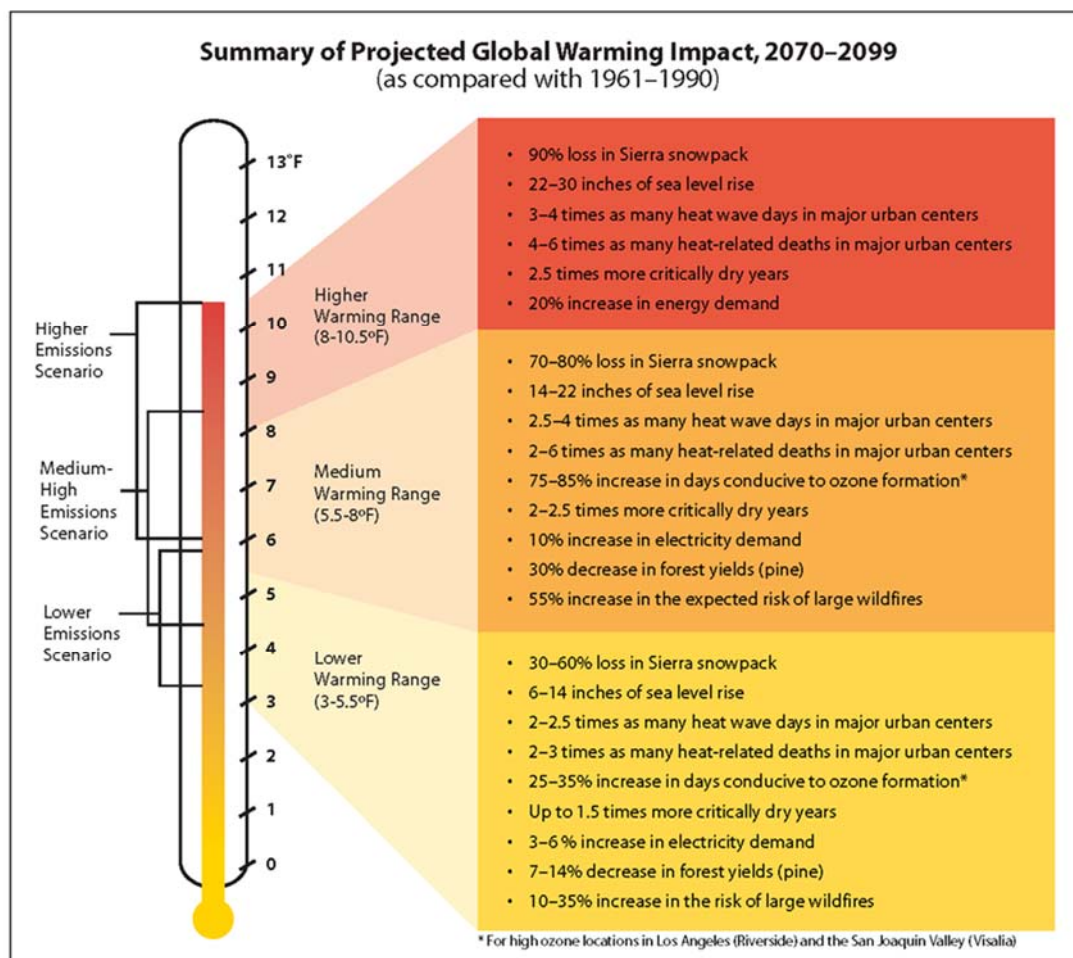 Summary of Projected Global Warming Impact, 2070–2099
(as compared with 1961–1990)
13˚F
12
11
10
9
8
7
6
5
4
3
2
1
0
Higher
Emissions
Scenario
Medium-
High
Emissions
Scenario
Lower
Emissions
Scenario
Higher
Warming Range
(8-10.5ºF)
Medium
Warming Range
(5.5-8ºF)
Lower
Warming Range
(3-5.5ºF)
• 90% loss in Sierra snowpack
• 22–30 inches of sea level rise
• 3–4 times as many heat wave days in major urban centers
• 4–6 times as many heat-related deaths in major urban centers
• 2.5 times more critically dry years
• 20% increase in energy demand
• 70–80% loss in Sierra snowpack
• 14–22 inches of sea level rise
• 2.5–4 times as many heat wave days in major urban centers
• 2–6 times as many heat-related deaths in major urban centers
• 75–85% increase in days conducive to ozone formation*
• 2–2.5 times more critically dry years
• 10% increase in electricity demand
• 30% decrease in forest yields (pine)
• 55% increase in the expected risk of large wildfires
• 30–60% loss in Sierra snowpack
• 6–14 inches of sea level rise
• 2–2.5 times as many heat wave days in major urban centers
• 2–3 times as many heat-related deaths in major urban centers
• 25–35% increase in days conducive to ozone formation*
• Up to 1.5 times more critically dry years
• 3–6 % increase in electricity demand
• 7–14% decrease in forest yields (pine)
• 10–35% increase in the risk of large wildfires
* For high ozone locations in Los Angeles (Riverside) and the San Joaquin Valley (Visalia)